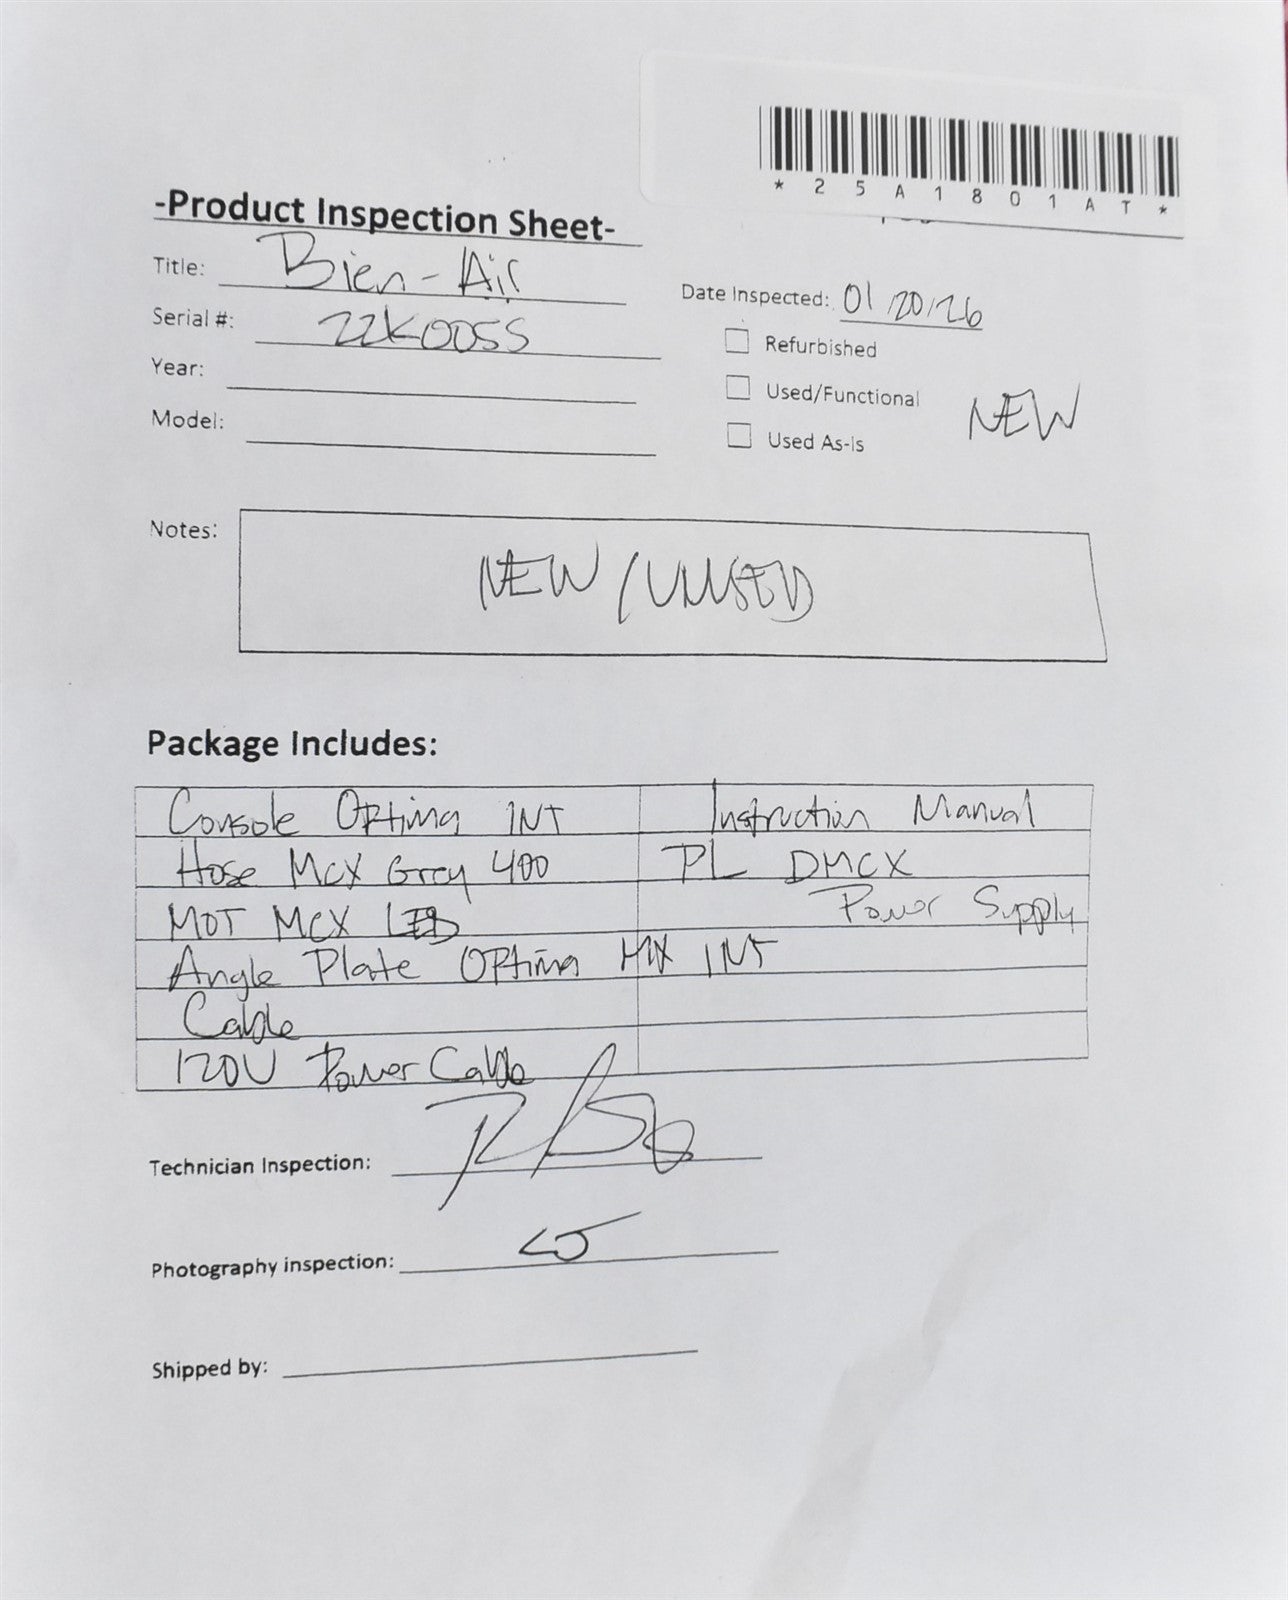 *25A1801AT*
-Product Inspection Sheet-
Title: Bien-Air
Serial #: 22K0055
Year:
Model:
Date Inspected: 01/20/26
Refurbished
Used/Functional
Used As-Is
NEW
Notes:
NEW/UNUSED
Package Includes:
Console Optima INT
Instruction Manual
Hose MCX Grey 400
PL DMCX
MOT MCX LED
Power Supply
Angle Plate Optima MX INT
Cable
120V Power Cable
Technician Inspection:
Photography inspection:
Shipped by: